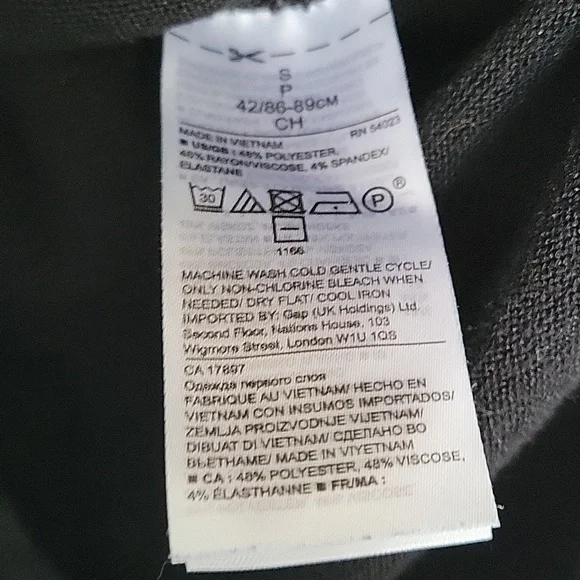 S
P
42/86-89CM
CH
MADE IN VIETNAM RN 54023
■ US/GB : 48% POLYESTER,
48% RAYON/VISCOSE, 4% SPANDEX/
ELASTANE
30 P ®
1166
MACHINE WASH COLD GENTLE CYCLE/
ONLY NON-CHLORINE BLEACH WHEN
NEEDED/ DRY FLAT/ COOL IRON
IMPORTED BY: Gap (UK Holdings) Ltd.
Second Floor, Nations House, 103
Wigmore Street, London W1U 1QS
CA 17897
Одежда первого слоя
FABRIQUE AU VIETNAM/ HECHO EN
VIETNAM CON INSUMOS IMPORTADOS/
ZEMLJA PROIZVODNJE VIJETNAM/
DIBUAT DI VIETNAM/ СДЕЛАНО ВО
ВЬЕТНАМЕ/ MADE IN VIYETNAM
■ CA : 48% POLYESTER, 48% VISCOSE,
4% ÉLASTHANNE ■ FR/MA :